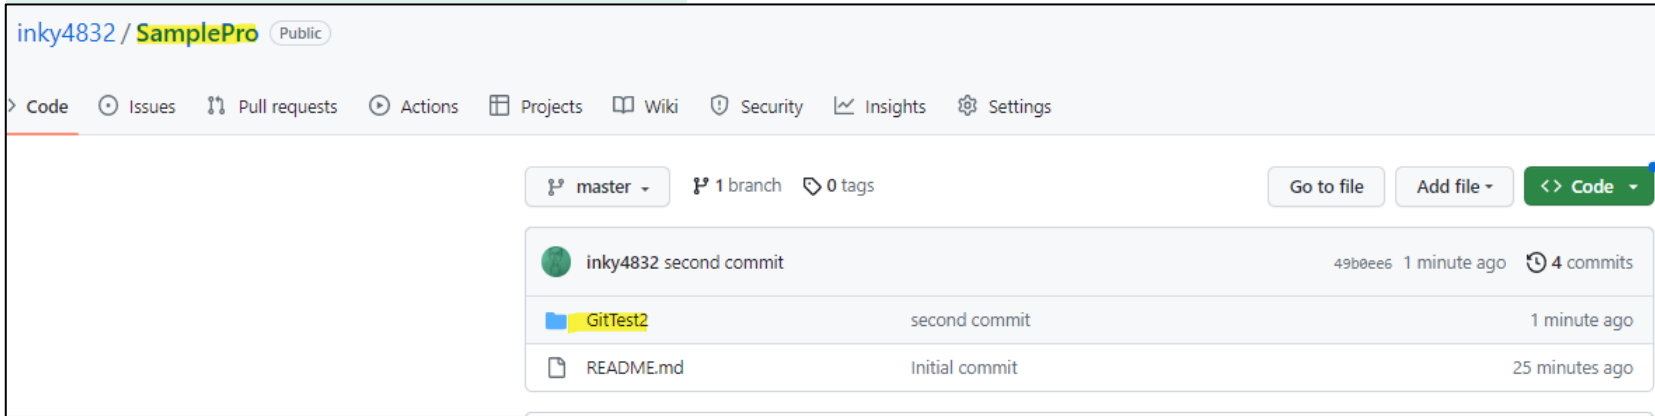 inky4832 / SamplePro Public
Code Issues Pull requests Actions Projects Wiki Security Insights Settings
master 1 branch 0 tags Go to file Add file <> Code
inky4832 second commit 49b0ee6 1 minute ago 4 commits
GitTest2 second commit 1 minute ago
README.md Initial commit 25 minutes ago